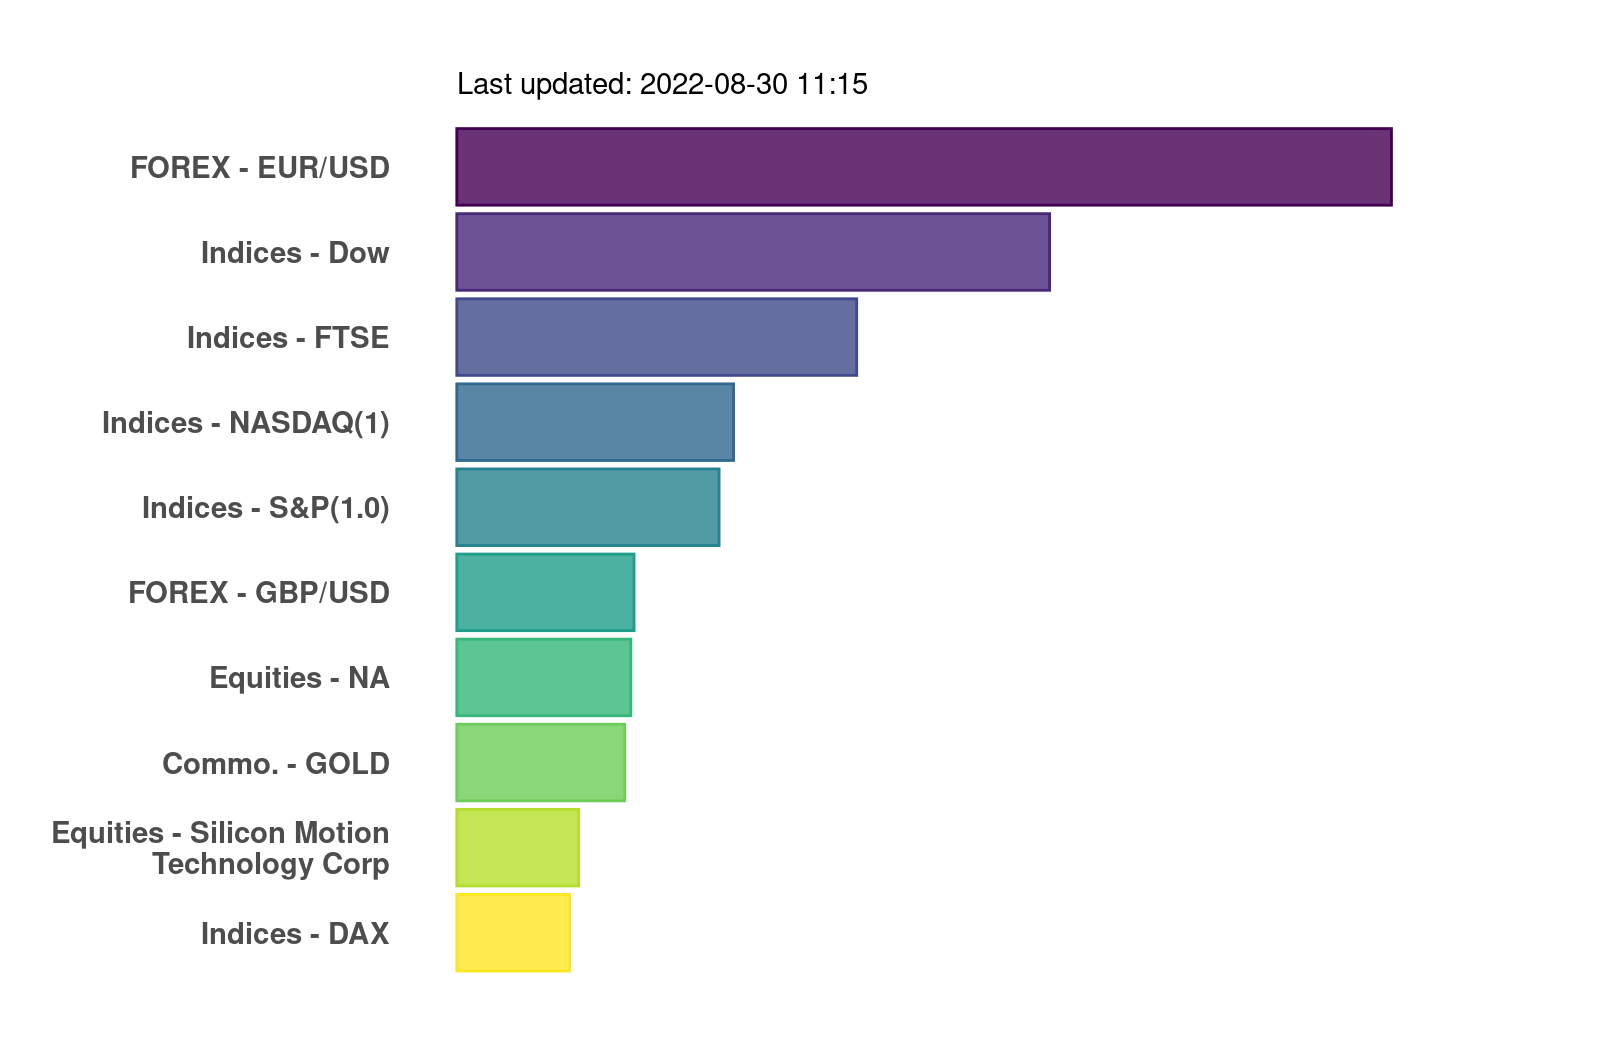 Last updated: 2022-08-30 11:15
FOREX - EUR/USD
Indices - Dow
Indices - FTSE
Indices - NASDAQ(1)
Indices - S&P(1.0)
FOREX - GBP/USD
Equities - NA
Commo. - GOLD
Equities - Silicon Motion
Technology Corp
Indices - DAX